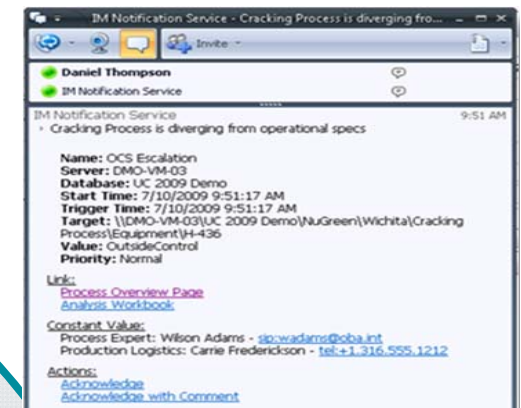 IM Notification Service - Cracking Process is diverging fro...
Invite
Daniel Thompson
IM Notification Service
IM Notification Service 9:51 AM
Cracking Process is diverging from operational specs
Name: OCS Escalation
Server: DMO-VM-03
Database: UC 2009 Demo
Start Time: 7/10/2009 9:51:17 AM
Trigger Time: 7/10/2009 9:51:17 AM
Target: \\DMO-VM-03\UC 2009 Demo\NuGreen\Wichita\Cracking
Process\Equipment\H-436
Value: OutsideControl
Priority: Normal
Link:
Process Overview Page
Analysis Workbook
Constant Value:
Process Expert: Wilson Adams - sip:wadams@oba.int
Production Logistics: Carrie Frederickson - tel:+1.316.555.1212
Actions:
Acknowledge
Acknowledge with Comment